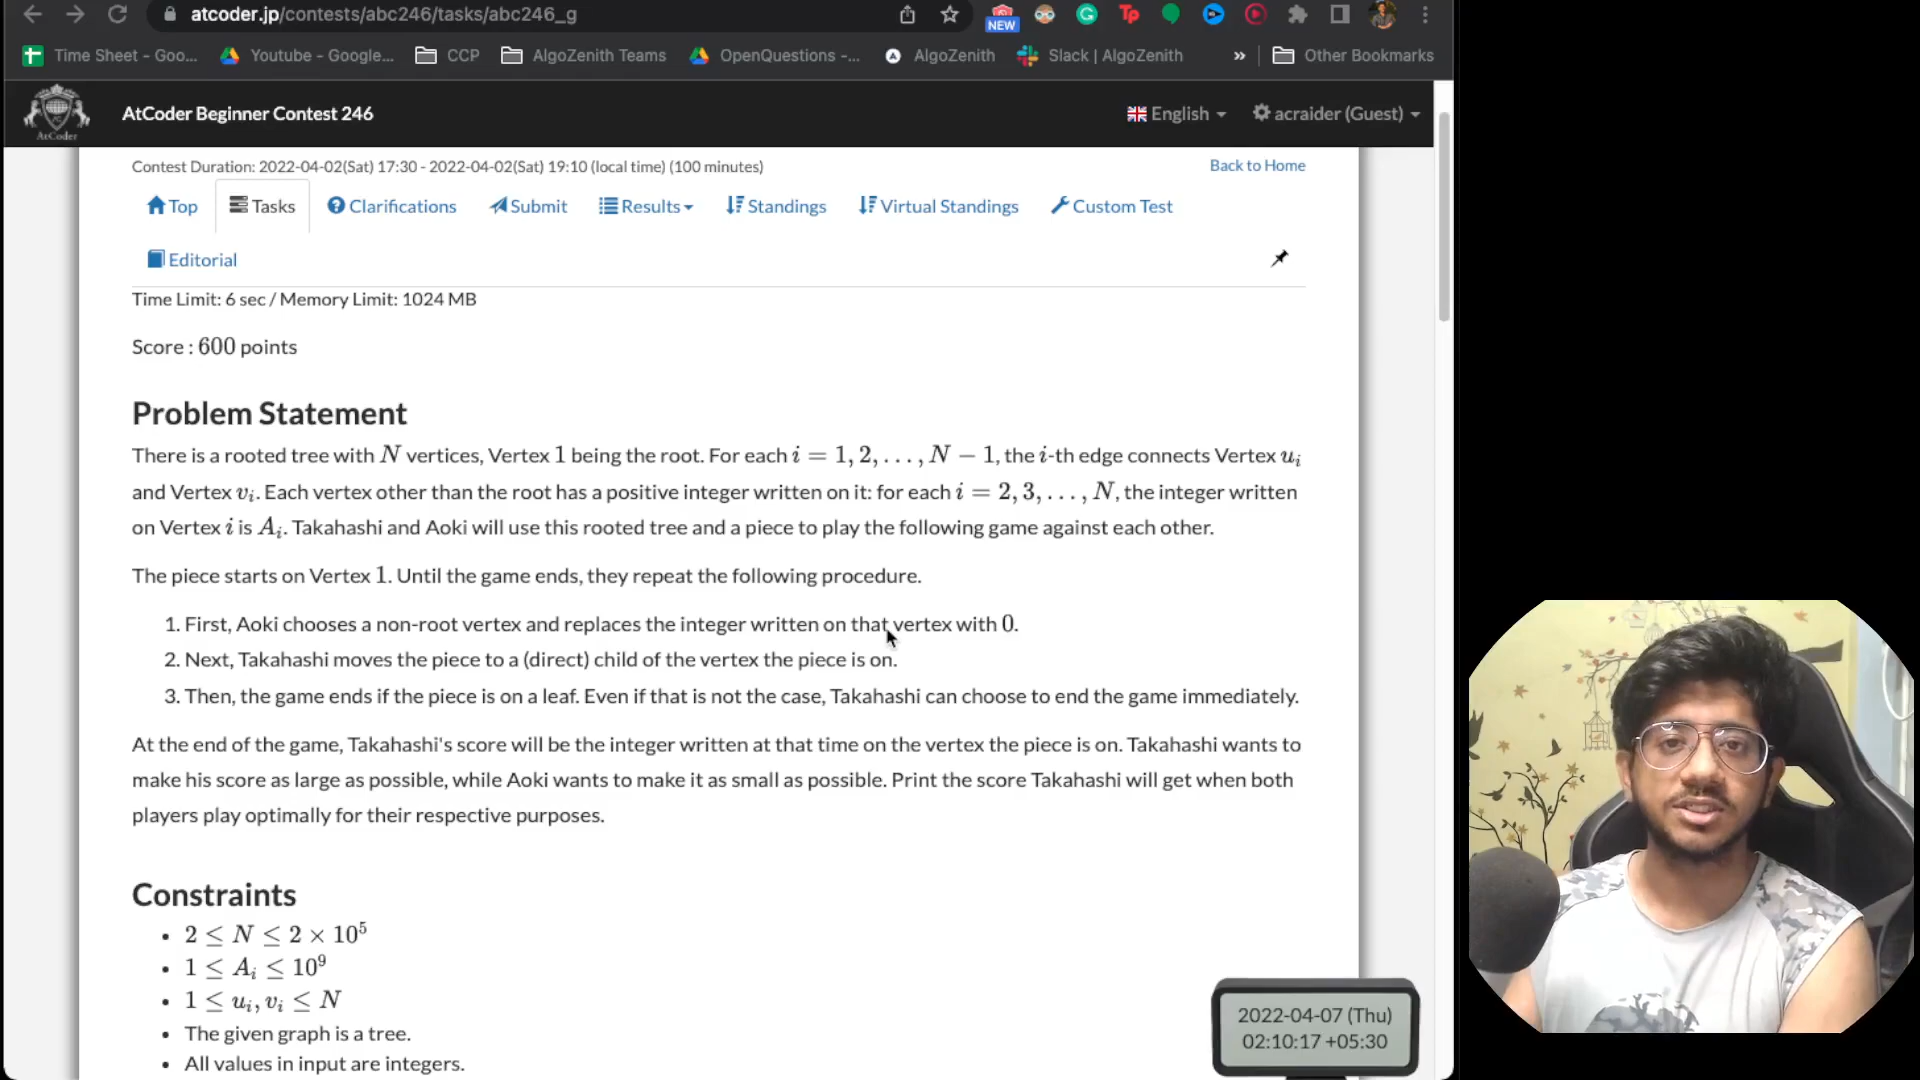 atcoder.jp/contests/abc246/tasks/abc246_g
NEW
Time Sheet - Goo...
Youtube - Google...
CCP
AlgoZenith Teams
OpenQuestions -...
AlgoZenith
Slack | AlgoZenith
»
Other Bookmarks
AtCoder
AtCoder Beginner Contest 246
English
acraider (Guest)
Contest Duration: 2022-04-02(Sat) 17:30 - 2022-04-02(Sat) 19:10 (local time) (100 minutes)
Back to Home
Top
Tasks
Clarifications
Submit
Results
Standings
Virtual Standings
Custom Test
Editorial
Time Limit: 6 sec / Memory Limit: 1024 MB
Score : 600 points
Problem Statement
There is a rooted tree with N vertices, Vertex 1 being the root. For each i = 1, 2, . . . , N − 1, the i-th edge connects Vertex u_i
and Vertex v_i. Each vertex other than the root has a positive integer written on it: for each i = 2, 3, . . . , N, the integer written
on Vertex i is A_i. Takahashi and Aoki will use this rooted tree and a piece to play the following game against each other.
The piece starts on Vertex 1. Until the game ends, they repeat the following procedure.
1. First, Aoki chooses a non-root vertex and replaces the integer written on that vertex with 0.
2. Next, Takahashi moves the piece to a (direct) child of the vertex the piece is on.
3. Then, the game ends if the piece is on a leaf. Even if that is not the case, Takahashi can choose to end the game immediately.
At the end of the game, Takahashi's score will be the integer written at that time on the vertex the piece is on. Takahashi wants to
make his score as large as possible, while Aoki wants to make it as small as possible. Print the score Takahashi will get when both
players play optimally for their respective purposes.
Constraints
• 2 ≤ N ≤ 2 × 10^5
• 1 ≤ A_i ≤ 10^9
• 1 ≤ u_i, v_i ≤ N
• The given graph is a tree.
• All values in input are integers.
2022-04-07 (Thu)
02:10:17 +05:30